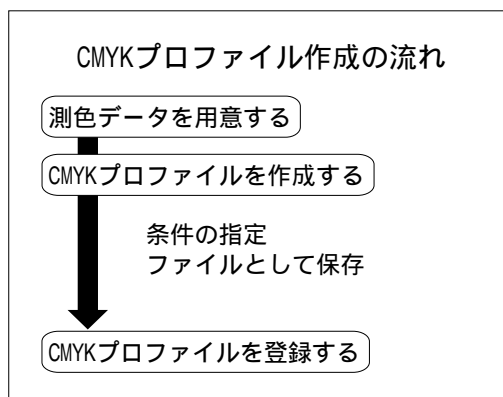 CMYKプロファイル作成の流れ
測色データを用意する
CMYKプロファイルを作成する
条件の指定
ファイルとして保存
CMYKプロファイルを登録する